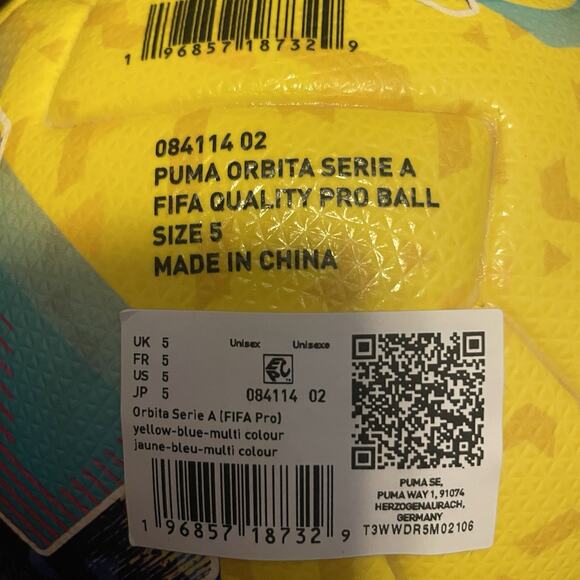 1 96857 18732 9
084114 02
PUMA ORBITA SERIE A
FIFA QUALITY PRO BALL
SIZE 5
MADE IN CHINA
UK 5
FR 5
US 5
JP 5
Unisex Unisexe
084114 02
Orbita Serie A (FIFA Pro)
yellow-blue-multi colour
jaune-bleu-multi colour
1 96857 18732 9
PUMA SE,
PUMA WAY 1, 91074
HERZOGENAURACH,
GERMANY
T3WWDR5M02106